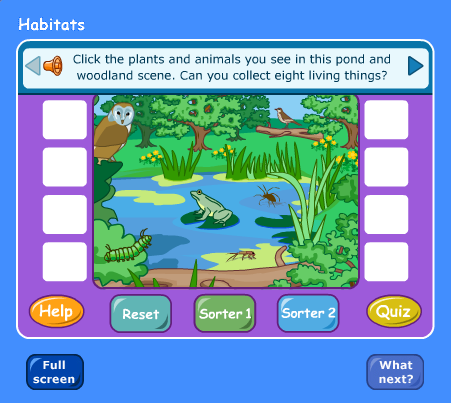 Habitats
Click the plants and animals you see in this pond and
woodland scene. Can you collect eight living things?
Help
Reset
Sorter 1
Sorter 2
Quiz
Full
screen
What
next?